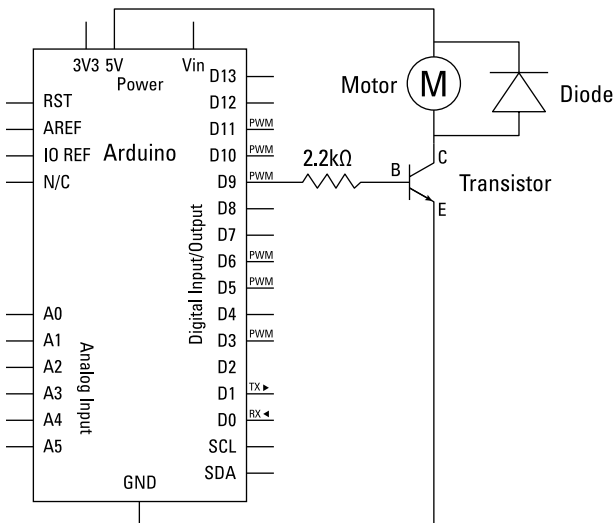 3V3 5V Vin
Power
Arduino
RST
AREF
IO REF
N/C
A0
A1
A2
A3
A4
A5
Analog Input
GND
Digital Input/Output
D13
D12
D11 PWM
D10 PWM
D9 PWM
D8
D7
D6 PWM
D5 PWM
D4
D3 PWM
D2
D1 TX ►
D0 RX ◄
SCL
SDA
2.2kΩ
Motor
M
Diode
B
C
E
Transistor